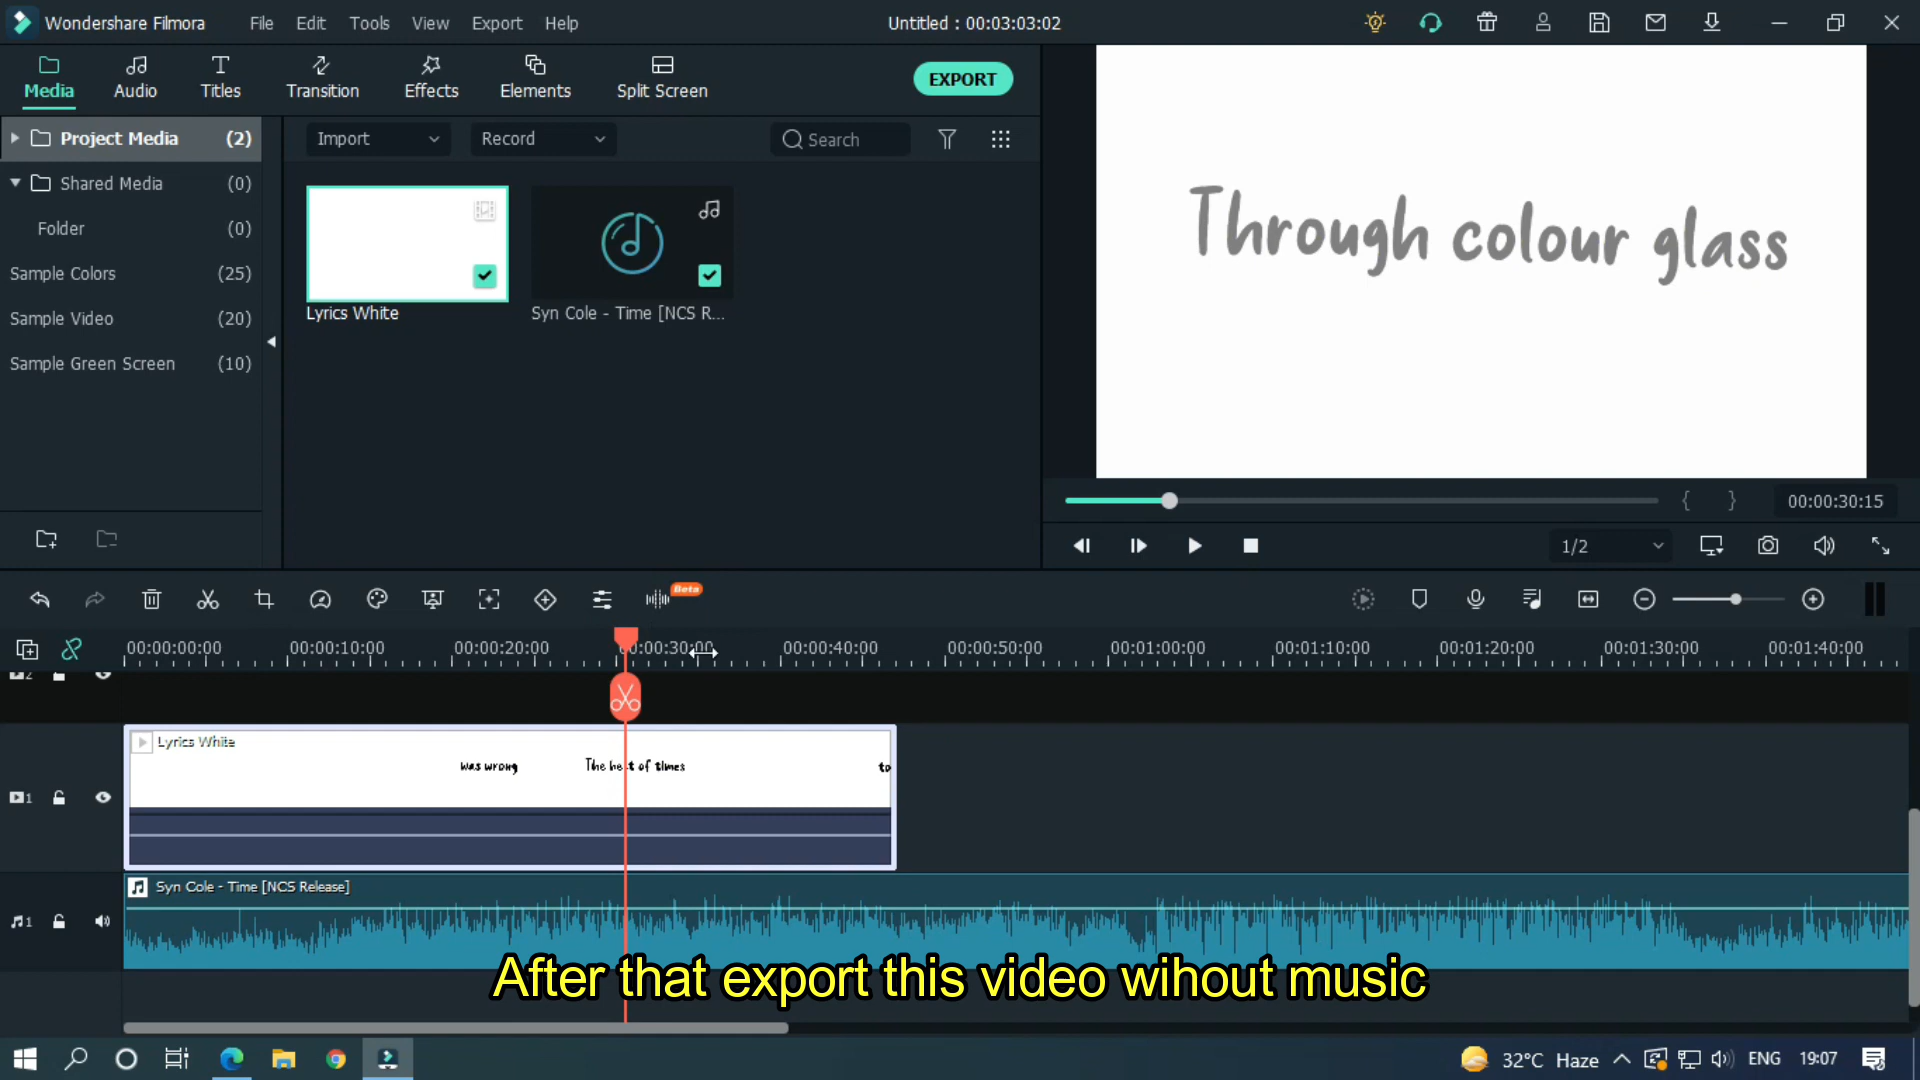 Wondershare Filmora
File Edit Tools View Export Help
Untitled : 00:03:03:02
Media Audio Titles Transition Effects Elements Split Screen
EXPORT
Project Media (2)
Shared Media (0)
Folder (0)
Sample Colors (25)
Sample Video (20)
Sample Green Screen (10)
Import
Record
Search
Lyrics White
Syn Cole - Time [NCS R...
Through colour glass
{ }
00:00:30:15
1/2
Beta
00:00:00:00 00:00:10:00 00:00:20:00 00:00:30:00 00:00:40:00 00:00:50:00 00:01:00:00 00:01:10:00 00:01:20:00 00:01:30:00 00:01:40:00
2
Lyrics White
was wrong The best of times to
1
Syn Cole - Time [NCS Release]
1
After that export this video wihout music
32°C Haze
ENG
19:07